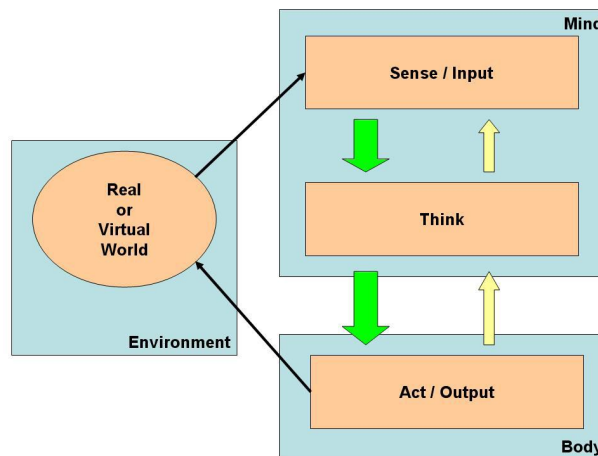 Mind
Sense / Input
Real
or
Virtual
World
Think
Environment
Act / Output
Body